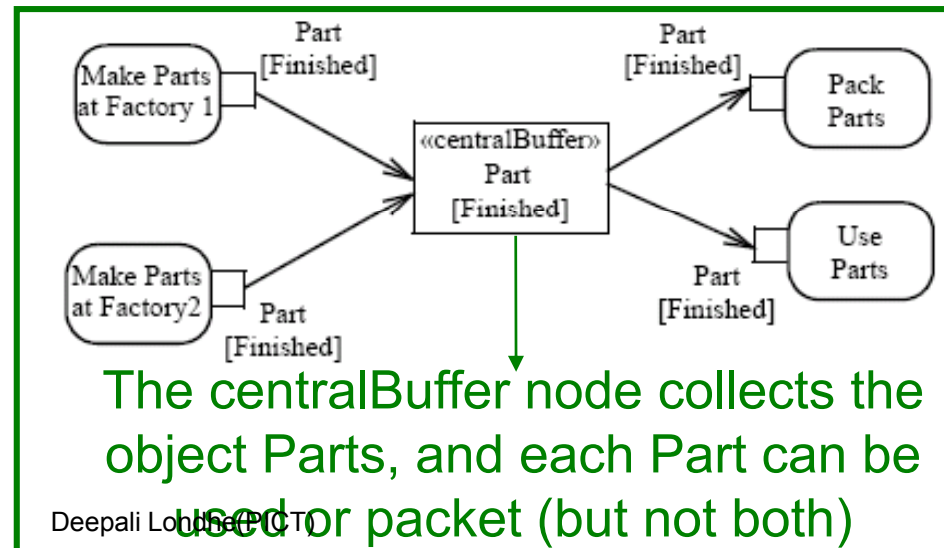 Part
[Finished]
Make Parts
at Factory 1
Part
[Finished]
Pack
Parts
«centralBuffer»
Part
[Finished]
Make Parts
at Factory2
Part
[Finished]
Use
Parts
Part
[Finished]
The centralBuffer node collects the
object Parts, and each Part can be
used or packet (but not both)
Deepali Londhe(PICT)